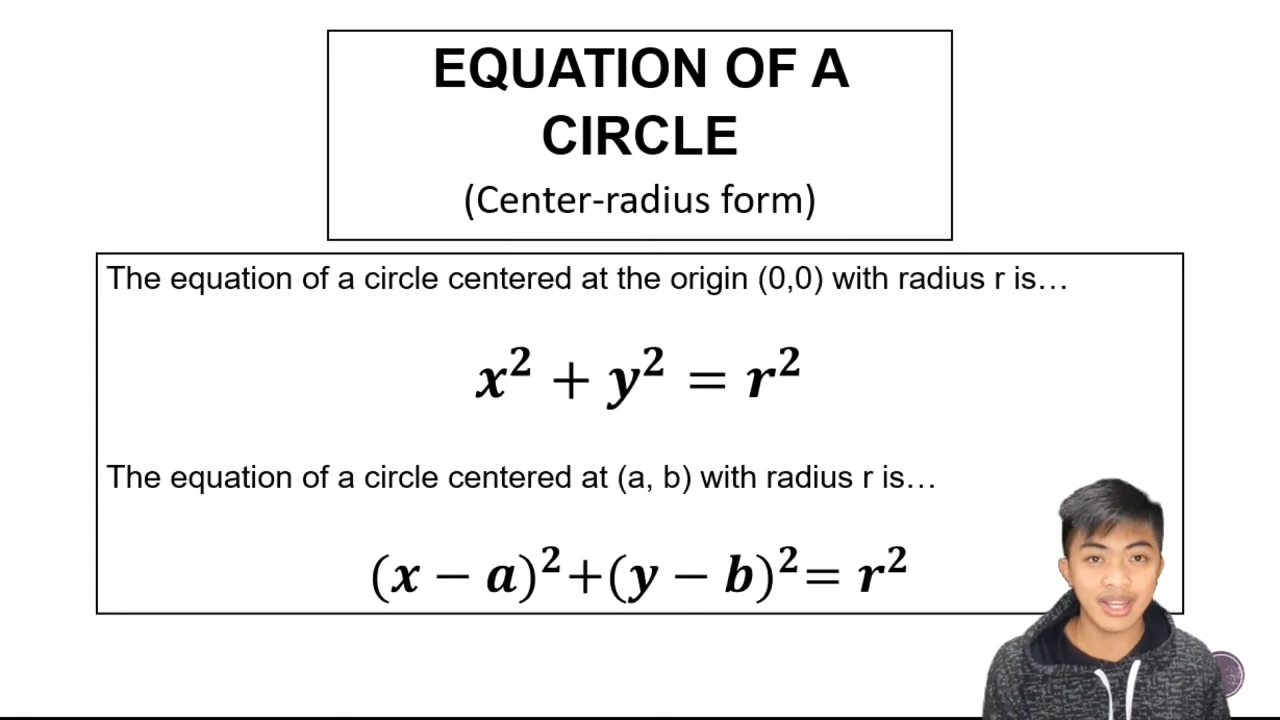 EQUATION OF A
CIRCLE
(Center-radius form)
The equation of a circle centered at the origin (0,0) with radius r is…
x² + y² = r²
The equation of a circle centered at (a, b) with radius r is…
(x − a)²+(y − b)²= r²